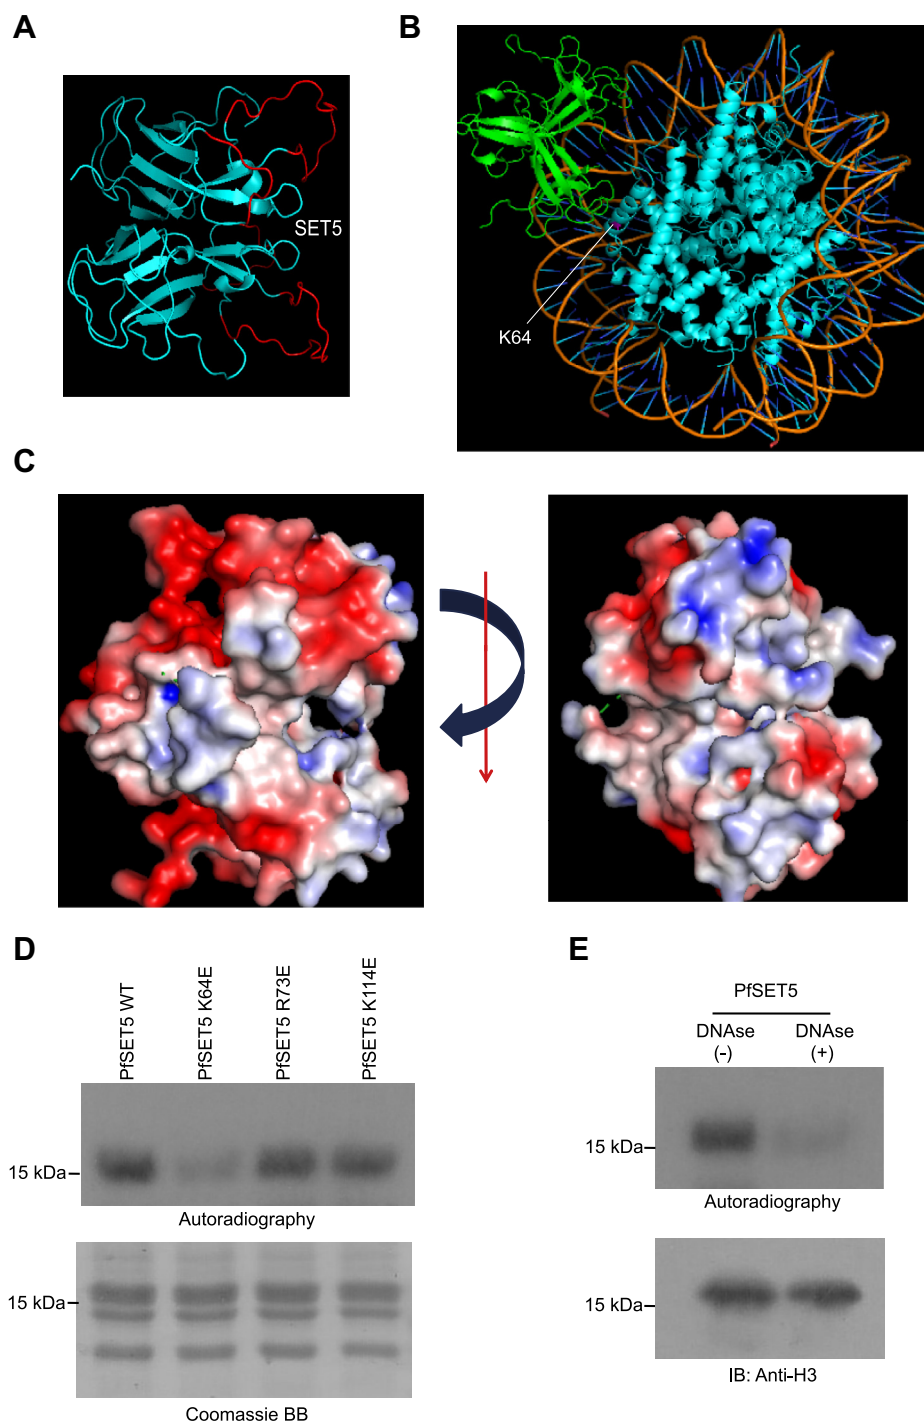 A
B
SET5
K64
C
D
E
PfSET5 WT
PfSET5 K64E
PfSET5 R73E
PfSET5 K114E
15 kDa
Autoradiography
15 kDa
Coomassie BB
PfSET5
DNAse DNAse
(-) (+)
15 kDa
Autoradiography
15 kDa
IB: Anti-H3